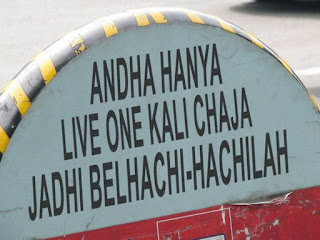 ANDHA HANYA
LIVE ONE KALI CHAJA
JADHI BELHACHI-HACHILAH